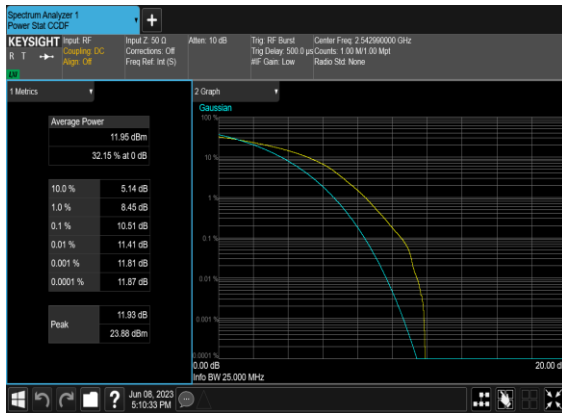 Spectrum Analyzer 1
Power Stat CCDF
+
KEYSIGHT
R T
LXI
Input: RF
Coupling: DC
Align: Off
Input Z: 50 Ω
Corrections: Off
Freq Ref: Int (S)
Atten: 10 dB
Trig: RF Burst
Trig Delay: 500.0 µs
#IF Gain: Low
Center Freq: 2.542990000 GHz
Counts: 1.00 M/1.00 Mpt
Radio Std: None
1 Metrics
Average Power
11.95 dBm
32.15 % at 0 dB
10.0 % 5.14 dB
1.0 % 8.45 dB
0.1 % 10.51 dB
0.01 % 11.41 dB
0.001 % 11.81 dB
0.0001 % 11.87 dB
Peak
11.93 dB
23.88 dBm
2 Graph
Gaussian
100 %
10 %
1 %
0.1 %
0.01 %
0.001 %
0.0001 %
0.00 dB
20.00 d
Info BW 25.000 MHz
?
Jun 08, 2023
5:10:33 PM